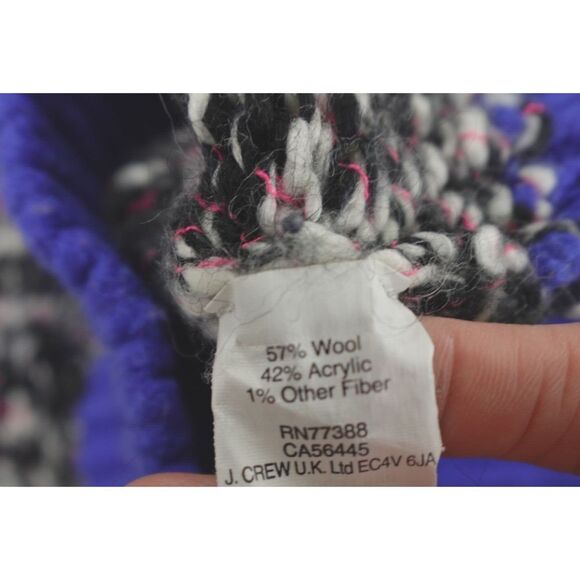 57% Wool
42% Acrylic
1% Other Fiber
RN77388
CA56445
J. CREW U.K. Ltd EC4V 6JA